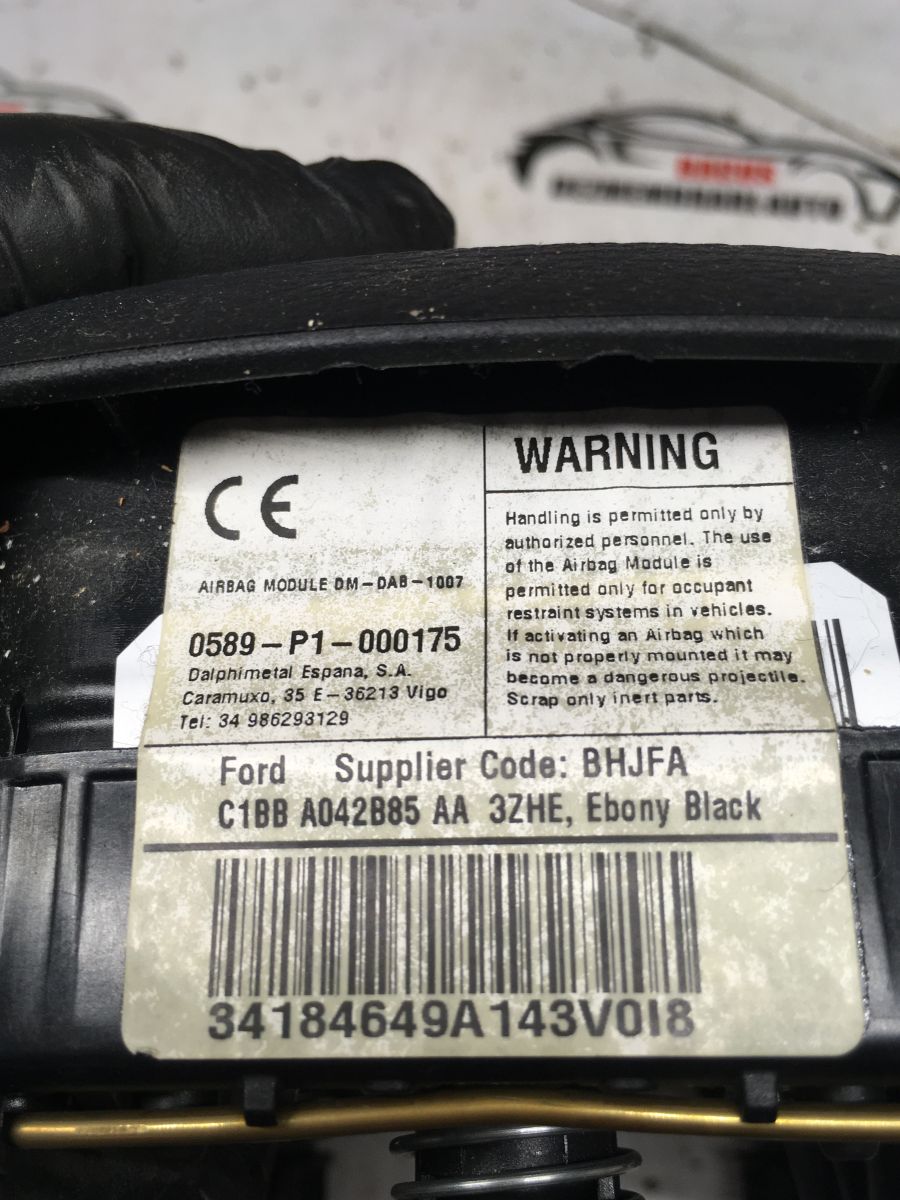 DEZMEMBRARI AUTO
CE
AIRBAG MODULE DM-DAB-1007
0589-P1-000175
Dalphimetal Espana, S.A.
Caramuxo, 35 E-36213 Vigo
Tel: 34 986293129
WARNING
Handling is permitted only by
authorized personnel. The use
of the Airbag Module is
permitted only for occupant
restraint systems in vehicles.
If activating an Airbag which
is not properly mounted it may
become a dangerous projectile.
Scrap only inert parts.
Ford Supplier Code: BHJFA
C1BB A042B85 AA 3ZHE, Ebony Black
34184649A143V0I8